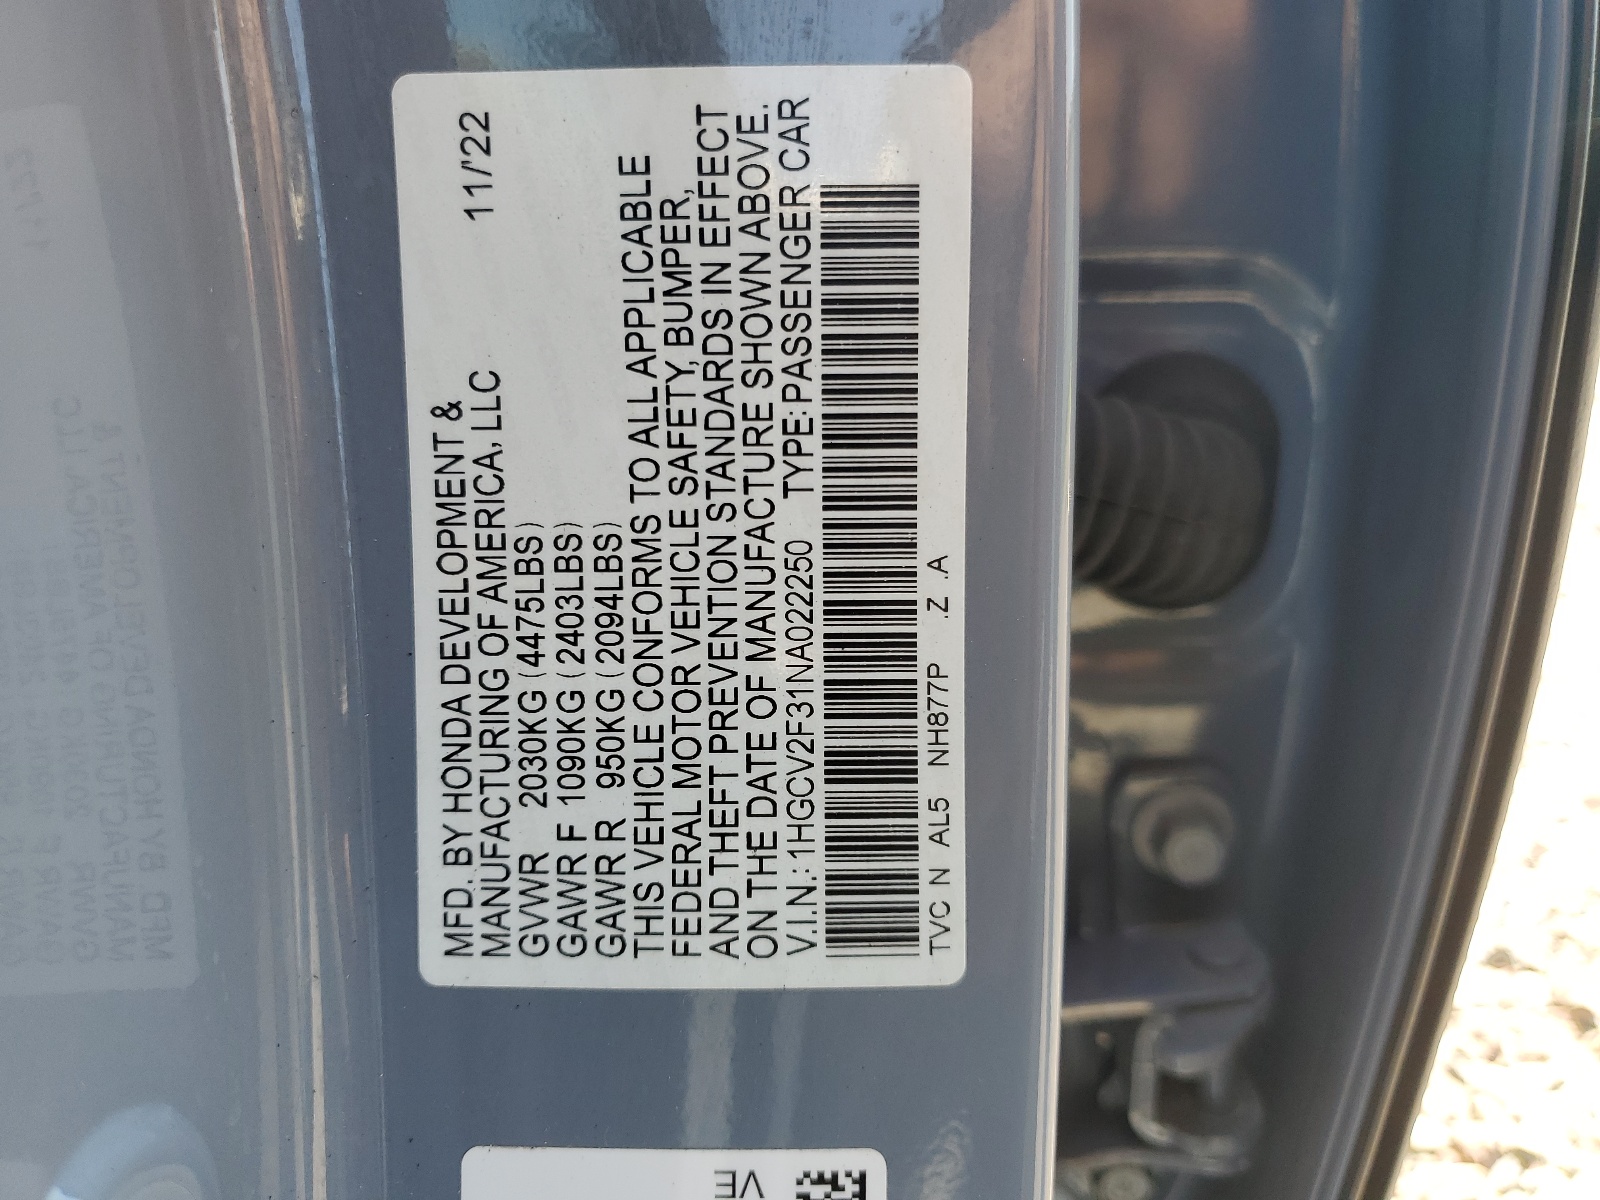 MFD. BY HONDA DEVELOPMENT &
MANUFACTURING OF AMERICA, LLC 11/'22
GVWR 2030KG (4475LBS)
GAWR F 1090KG (2403LBS)
GAWR R 950KG (2094LBS)
THIS VEHICLE CONFORMS TO ALL APPLICABLE
FEDERAL MOTOR VEHICLE SAFETY, BUMPER,
AND THEFT PREVENTION STANDARDS IN EFFECT
ON THE DATE OF MANUFACTURE SHOWN ABOVE.
V.I.N.: 1HGCV2F31NA022250 TYPE: PASSENGER CAR
TVC N AL5 NH877P .Z .A
VE